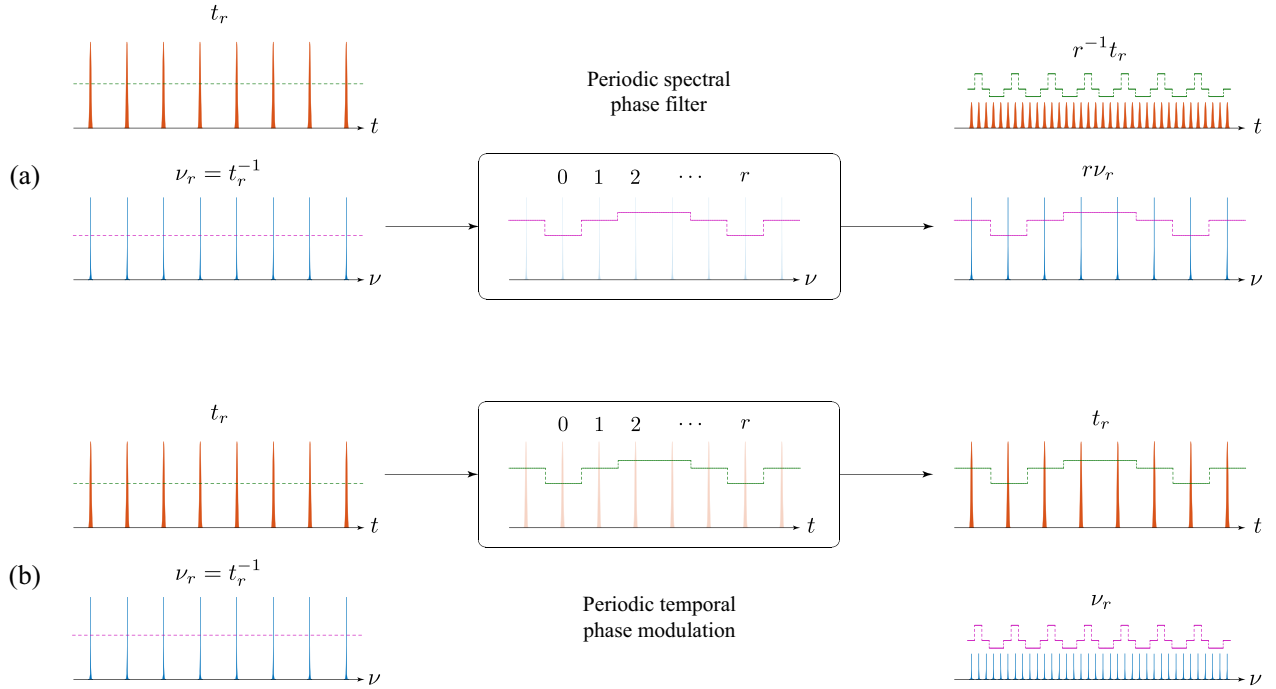 t_r
t
Periodic spectral
phase filter
r^{-1}t_r
t
(a)
ν_r = t_r^{-1}
ν
0 1 2 ⋯ r
ν
rν_r
ν
t_r
t
0 1 2 ⋯ r
t
t_r
t
(b)
ν_r = t_r^{-1}
ν
Periodic temporal
phase modulation
ν_r
ν